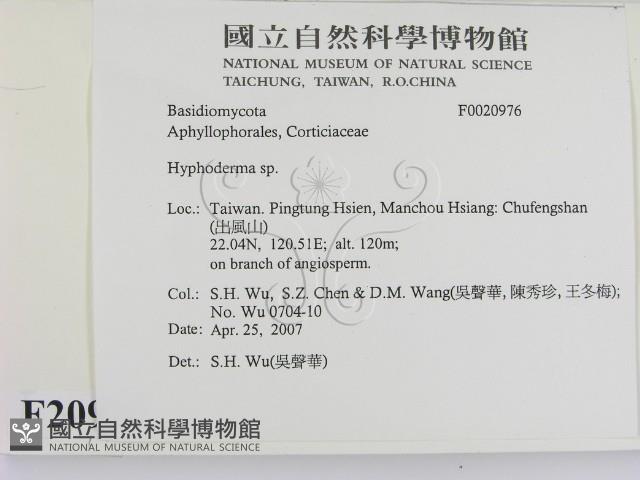 國立自然科學博物館
NATIONAL MUSEUM OF NATURAL SCIENCE
TAICHUNG, TAIWAN, R.O.CHINA
Basidiomycota F0020976
Aphyllophorales, Corticiaceae
Hyphoderma sp.
Loc.: Taiwan. Pingtung Hsien, Manchou Hsiang: Chufengshan
(出風山)
22.04N, 120.51E; alt. 120m;
on branch of angiosperm.
Col.: S.H. Wu, S.Z. Chen & D.M. Wang(吳聲華, 陳秀珍, 王冬梅);
No. Wu 0704-10
Date: Apr. 25, 2007
Det.: S.H. Wu(吳聲華)
F209
國立自然科學博物館
NATIONAL MUSEUM OF NATURAL SCIENCE